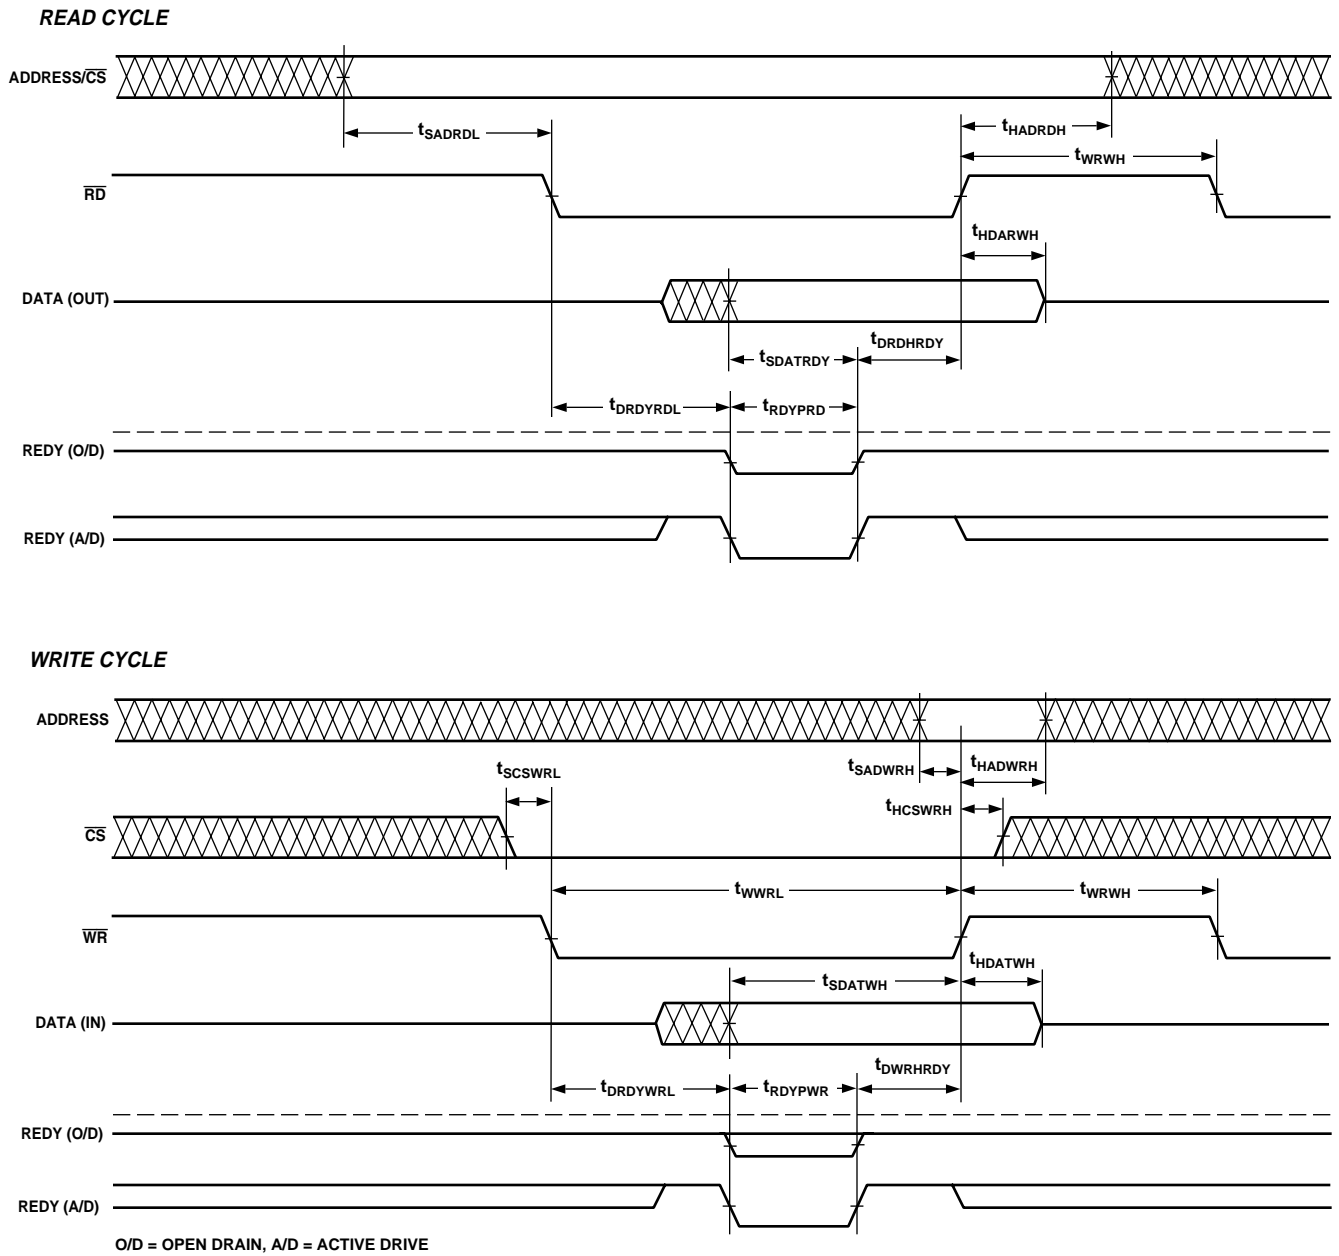 READ CYCLE
ADDRESS/CS
tSADRDL
tHADRDH
tWRWH
RD
tHDARWH
DATA (OUT)
tSDATRDY
tDRDHRDY
tDRDYRDL
tRDYPRD
REDY (O/D)
REDY (A/D)
WRITE CYCLE
ADDRESS
tSCSWRL
tSADWRH
tHADWRH
tHCSWRH
CS
tWWRL
tWRWH
WR
tSDATWH
tHDATWH
DATA (IN)
tDRDYWRL
tRDYPWR
tDWRHRDY
REDY (O/D)
REDY (A/D)
O/D = OPEN DRAIN, A/D = ACTIVE DRIVE